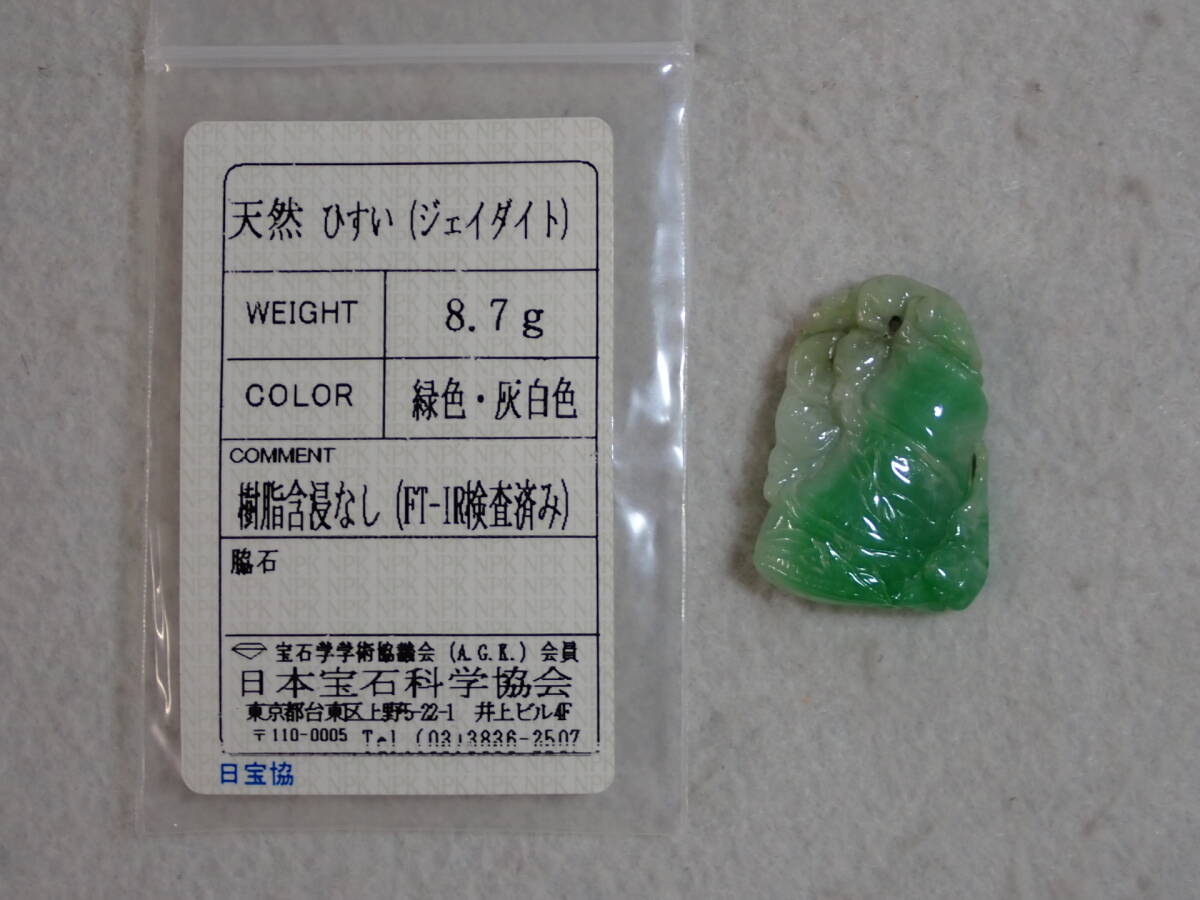 天然 ひすい (ジェイダイト)
WEIGHT 8.7g
COLOR 緑色・灰白色
COMMENT
樹脂含浸なし (FT-IR検査済み)
脇石
宝石学学術協議会 (A.G.K.) 会員
日本宝石科学協会
東京都台東区上野5-22-1 井上ビル4F
〒110-0005 Tel (03)3836-2507
日宝協